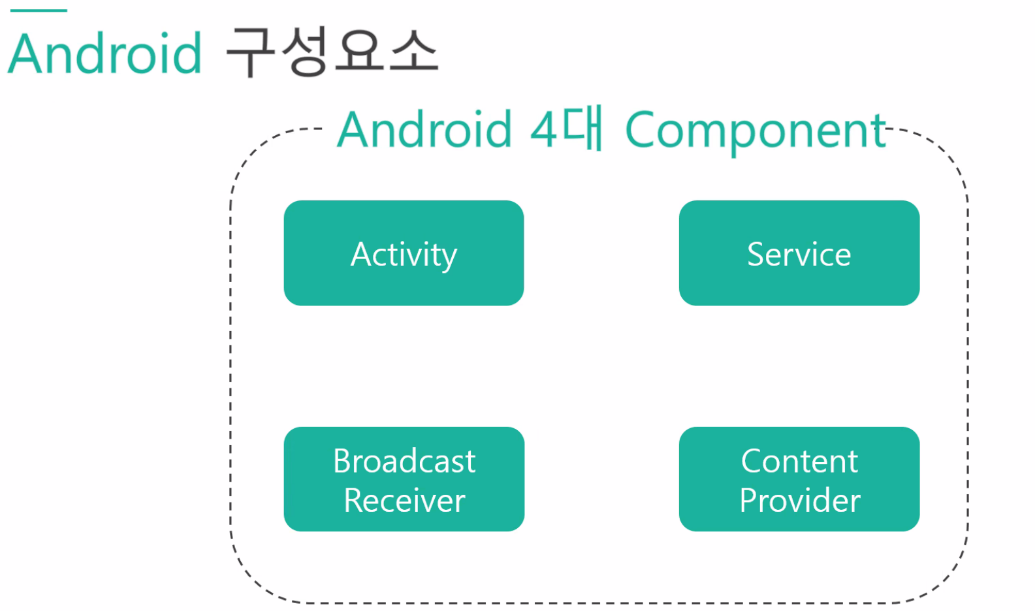 Android 구성요소
Android 4대 Component
Activity
Service
Broadcast
Receiver
Content
Provider